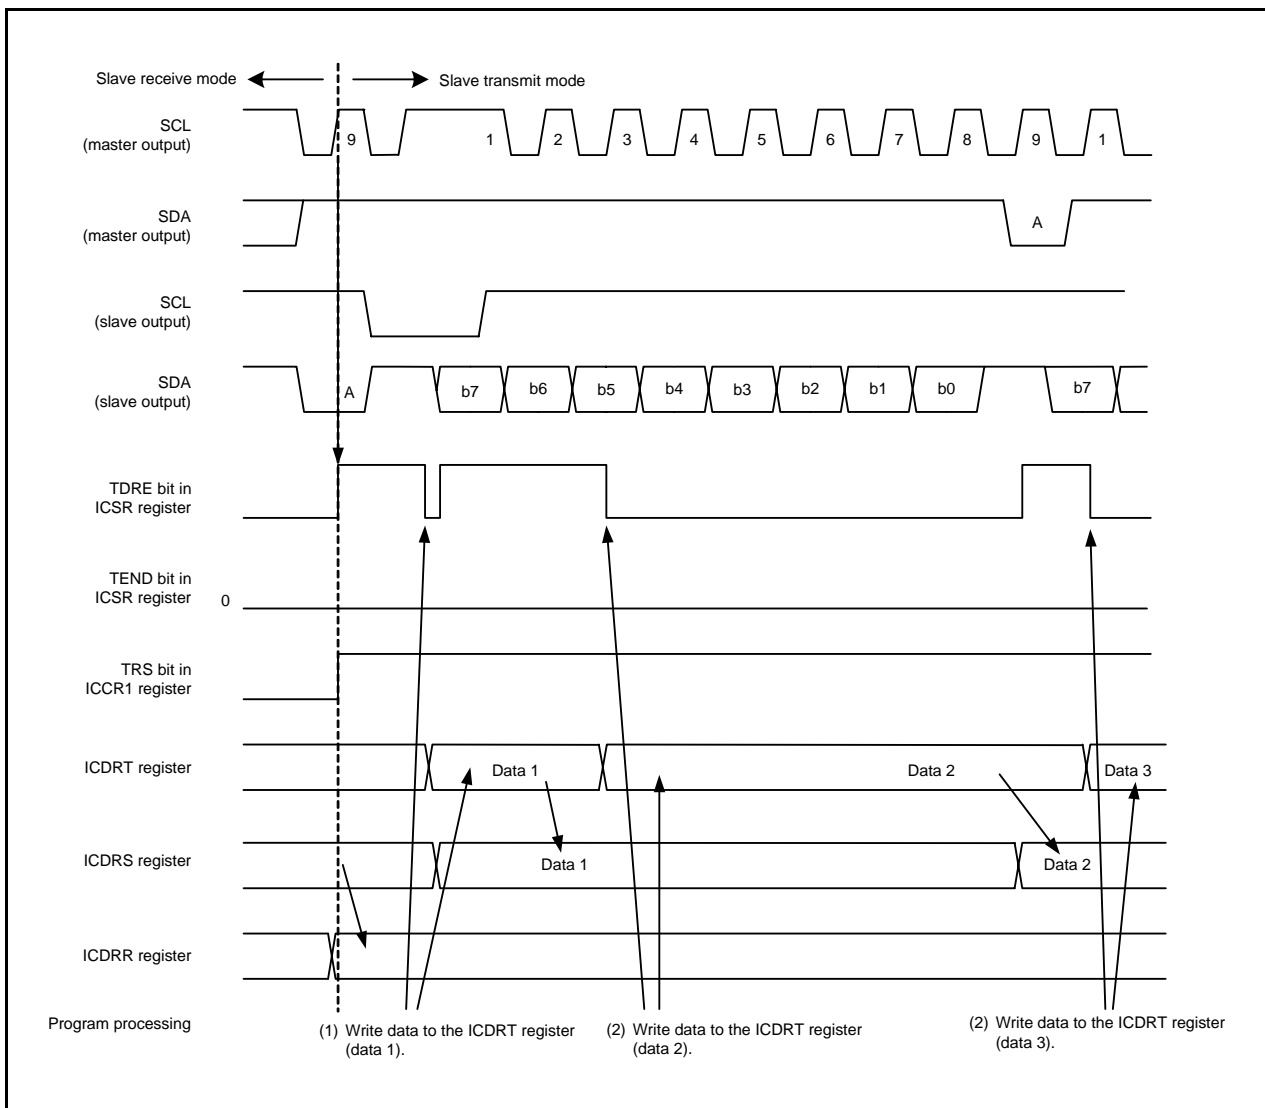 Slave receive mode
Slave transmit mode
SCL
(master output)
9 1 2 3 4 5 6 7 8 9 1
SDA
(master output)
A
SCL
(slave output)
SDA
(slave output)
A b7 b6 b5 b4 b3 b2 b1 b0 b7
TDRE bit in
ICSR register
TEND bit in
ICSR register
0
TRS bit in
ICCR1 register
ICDRT register
Data 1 Data 2 Data 3
ICDRS register
Data 1 Data 2
ICDRR register
Program processing
(1) Write data to the ICDRT register
(data 1).
(2) Write data to the ICDRT register
(data 2).
(2) Write data to the ICDRT register
(data 3).